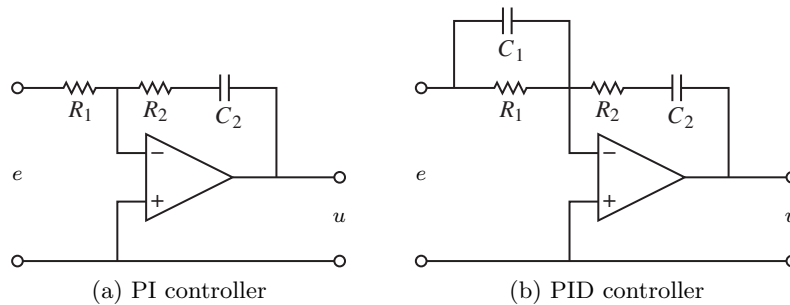 C₁
R₁ R₂ C₂
R₁ R₂ C₂
− −
e e
+ +
u u
(a) PI controller (b) PID controller